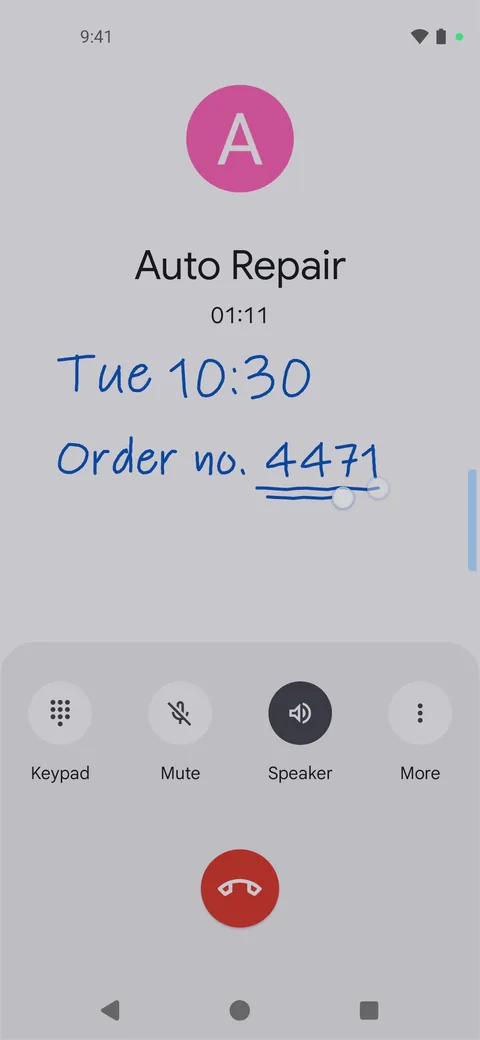 9:41
A
Auto Repair
01:11
Tue 10:30
Order no. 4471
Keypad Mute Speaker More